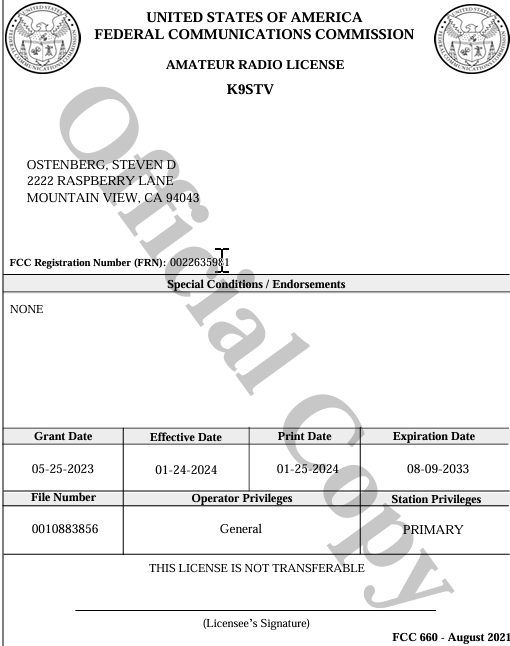 UNITED STATES OF AMERICA
FEDERAL COMMUNICATIONS COMMISSION
AMATEUR RADIO LICENSE
K9STV
OSTENBERG, STEVEN D
2222 RASPBERRY LANE
MOUNTAIN VIEW, CA 94043
FCC Registration Number (FRN): 0022635981
Special Conditions / Endorsements
NONE
Grant Date Effective Date Print Date Expiration Date
05-25-2023 01-24-2024 01-25-2024 08-09-2033
File Number Operator Privileges Station Privileges
0010883856 General PRIMARY
THIS LICENSE IS NOT TRANSFERABLE
(Licensee's Signature)
FCC 660 - August 2021
Official Copy